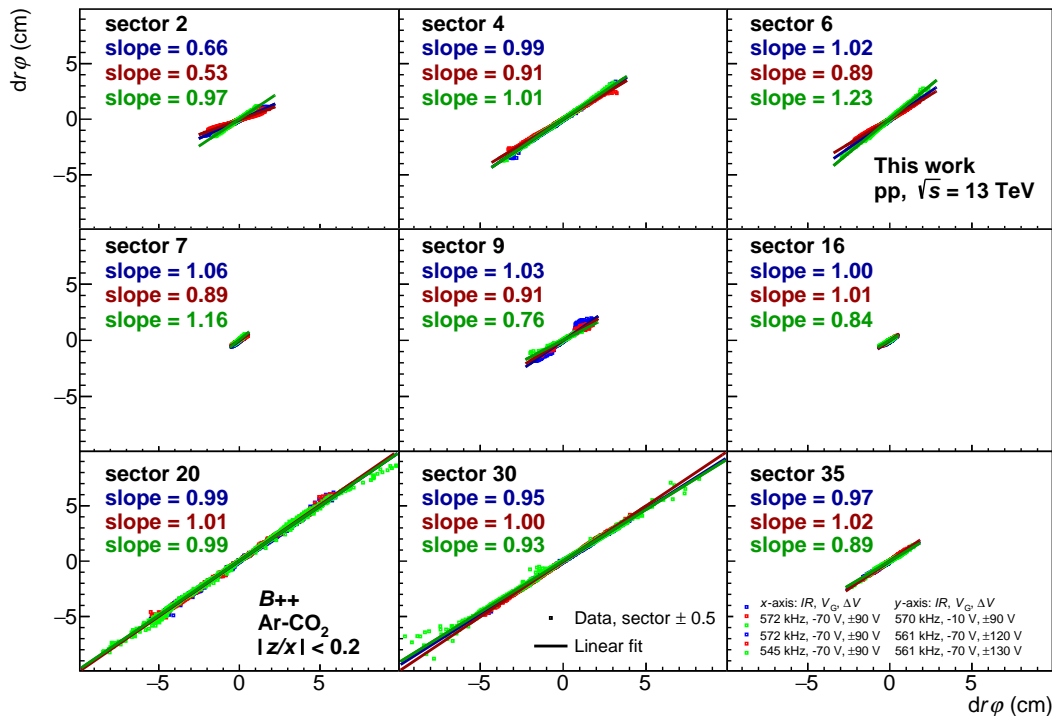 drφ (cm)
sector 2
slope = 0.66
slope = 0.53
slope = 0.97
sector 4
slope = 0.99
slope = 0.91
slope = 1.01
sector 6
slope = 1.02
slope = 0.89
slope = 1.23
This work
pp, √s = 13 TeV
5
0
−5
sector 7
slope = 1.06
slope = 0.89
slope = 1.16
sector 9
slope = 1.03
slope = 0.91
slope = 0.76
sector 16
slope = 1.00
slope = 1.01
slope = 0.84
5
0
−5
sector 20
slope = 0.99
slope = 1.01
slope = 0.99
B++
Ar-CO₂
|z/x| < 0.2
sector 30
slope = 0.95
slope = 1.00
slope = 0.93
Data, sector ± 0.5
Linear fit
sector 35
slope = 0.97
slope = 1.02
slope = 0.89
x-axis: IR, V_G, ΔV y-axis: IR, V_G, ΔV
572 kHz, -70 V, ±90 V 570 kHz, -10 V, ±90 V
572 kHz, -70 V, ±90 V 561 kHz, -70 V, ±120 V
545 kHz, -70 V, ±90 V 561 kHz, -70 V, ±130 V
5
0
−5
−5 0 5 −5 0 5 −5 0 5
drφ (cm)